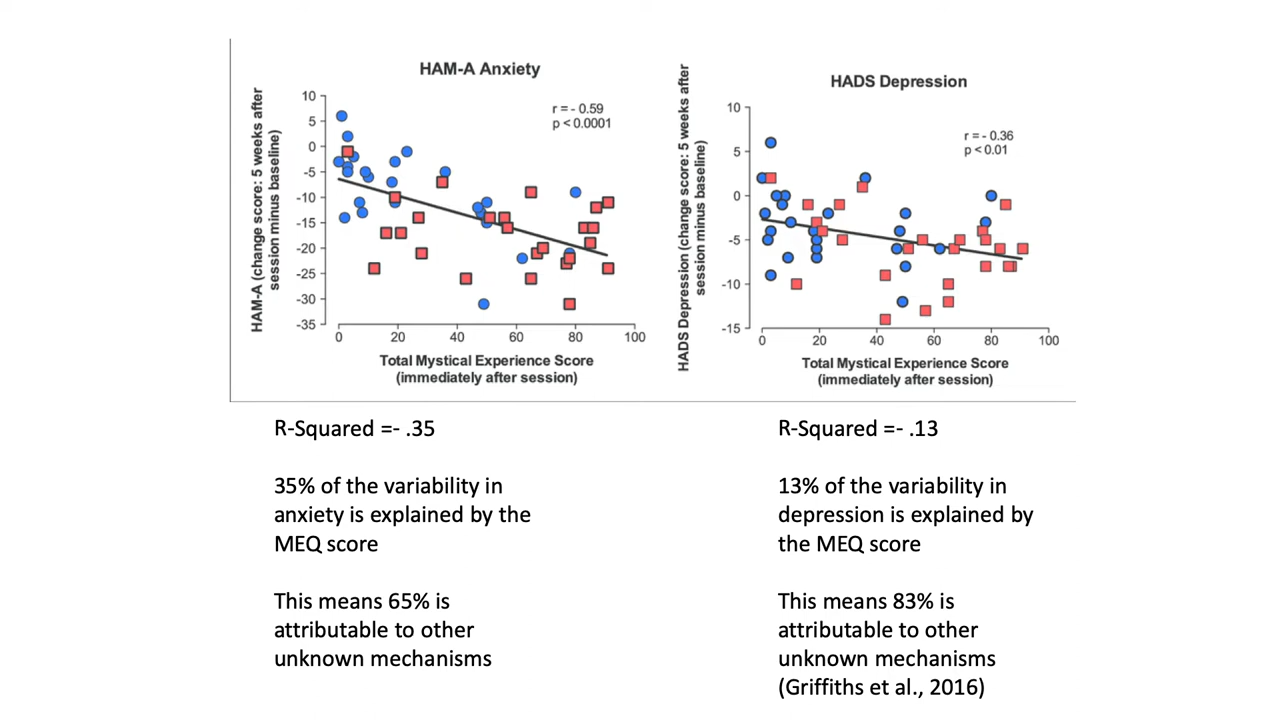 HAM-A Anxiety
HAM-A (change score: 5 weeks after
session minus baseline)
r = - 0.59
p < 0.0001
10
5
0
-5
-10
-15
-20
-25
-30
-35
0 20 40 60 80 100
Total Mystical Experience Score
(immediately after session)
HADS Depression
HADS Depression (change score: 5 weeks after
session minus baseline)
r = - 0.36
p < 0.01
10
5
0
-5
-10
-15
0 20 40 60 80 100
Total Mystical Experience Score
(immediately after session)
R-Squared =- .35
35% of the variability in
anxiety is explained by the
MEQ score
This means 65% is
attributable to other
unknown mechanisms
R-Squared =- .13
13% of the variability in
depression is explained by
the MEQ score
This means 83% is
attributable to other
unknown mechanisms
(Griffiths et al., 2016)